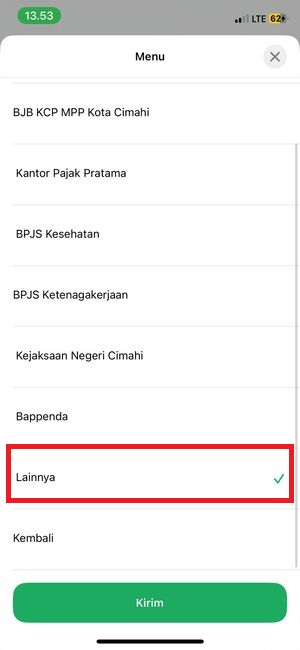 13.53
LTE 62
Menu
BJB KCP MPP Kota Cimahi
Kantor Pajak Pratama
BPJS Kesehatan
BPJS Ketenagakerjaan
Kejaksaan Negeri Cimahi
Bappenda
Lainnya
Kembali
Kirim